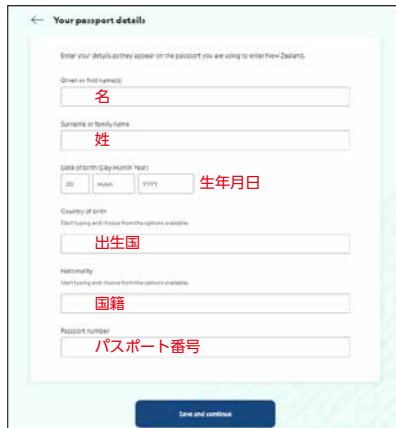 ← Your passport details
Enter your details as they appear on the passport you are using to enter New Zealand.
Given or first name(s)
名
Surname or family name
姓
Date of birth (Day Month Year)
DD MMM YYYY 生年月日
Country of birth
Start typing and choose from the options available.
出生国
Nationality
Start typing and choose from the options available.
国籍
Passport number
パスポート番号
Save and continue